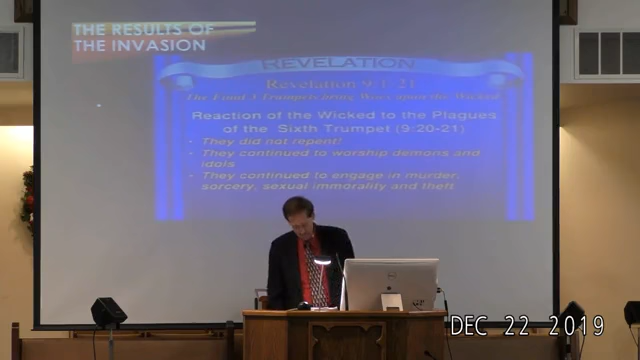 THE RESULTS OF
THE INVASION
REVELATION
Revelation 9:1-21
The Final 3 Trumpets bring Woes upon the Wicked
Reaction of the Wicked to the Plagues
of the Sixth Trumpet (9:20-21)
• They did not repent!
• They continued to worship demons and
idols
• They continued to engage in murder,
sorcery, sexual immorality and theft
DEC 22 2019